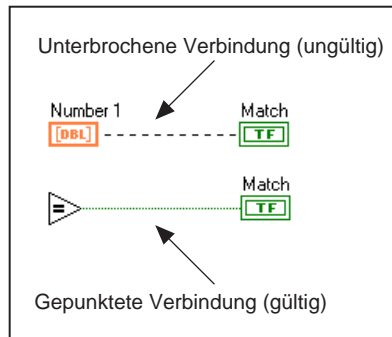 Unterbrochene Verbindung (ungültig)
Number 1 Match
[DBL] TF
Match
= TF
Gepunktete Verbindung (gültig)